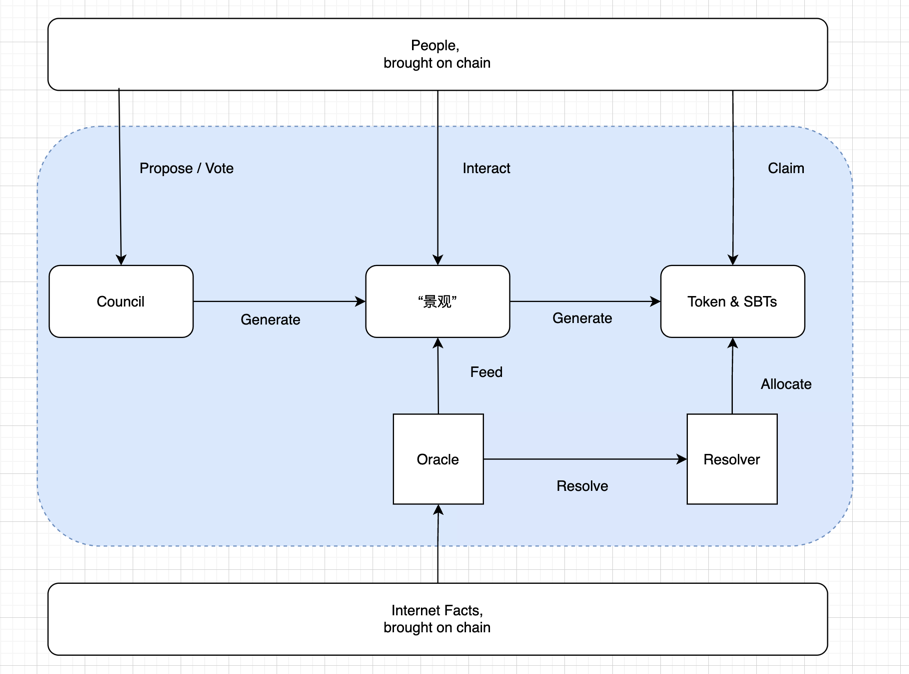 People,
brought on chain
Propose / Vote
Interact
Claim
Council
Generate
“景观”
Generate
Token & SBTs
Feed
Allocate
Oracle
Resolve
Resolver
Internet Facts,
brought on chain